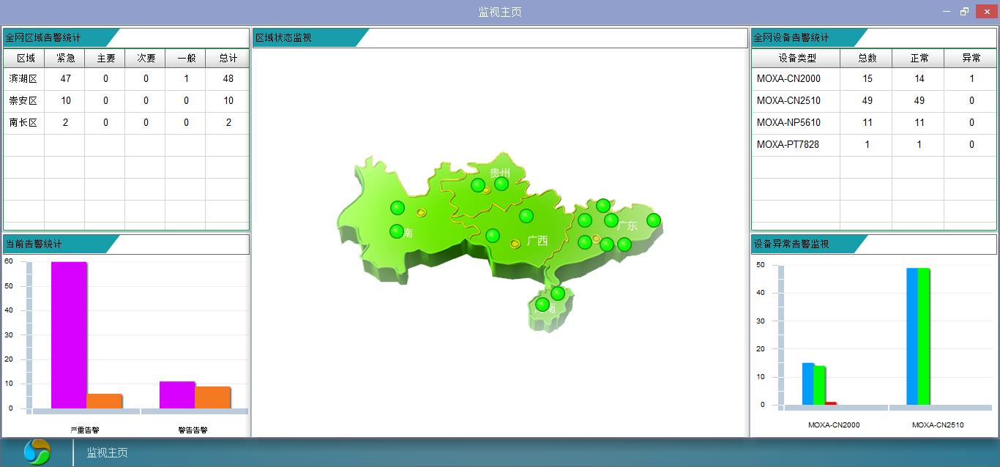 监视主页
全网区域告警统计
区域 紧急 主要 次要 一般 总计
滨湖区 47 0 0 1 48
崇安区 10 0 0 0 10
南长区 2 0 0 0 2
当前告警统计
60
50
40
30
20
10
0
严重告警 警告告警
区域状态监视
贵州
南
广西
广东
南
全网设备告警统计
设备类型 总数 正常 异常
MOXA-CN2000 15 14 1
MOXA-CN2510 49 49 0
MOXA-NP5610 11 11 0
MOXA-PT7828 1 1 0
设备异常告警监视
50
40
30
20
10
0
MOXA-CN2000 MOXA-CN2510
监视主页